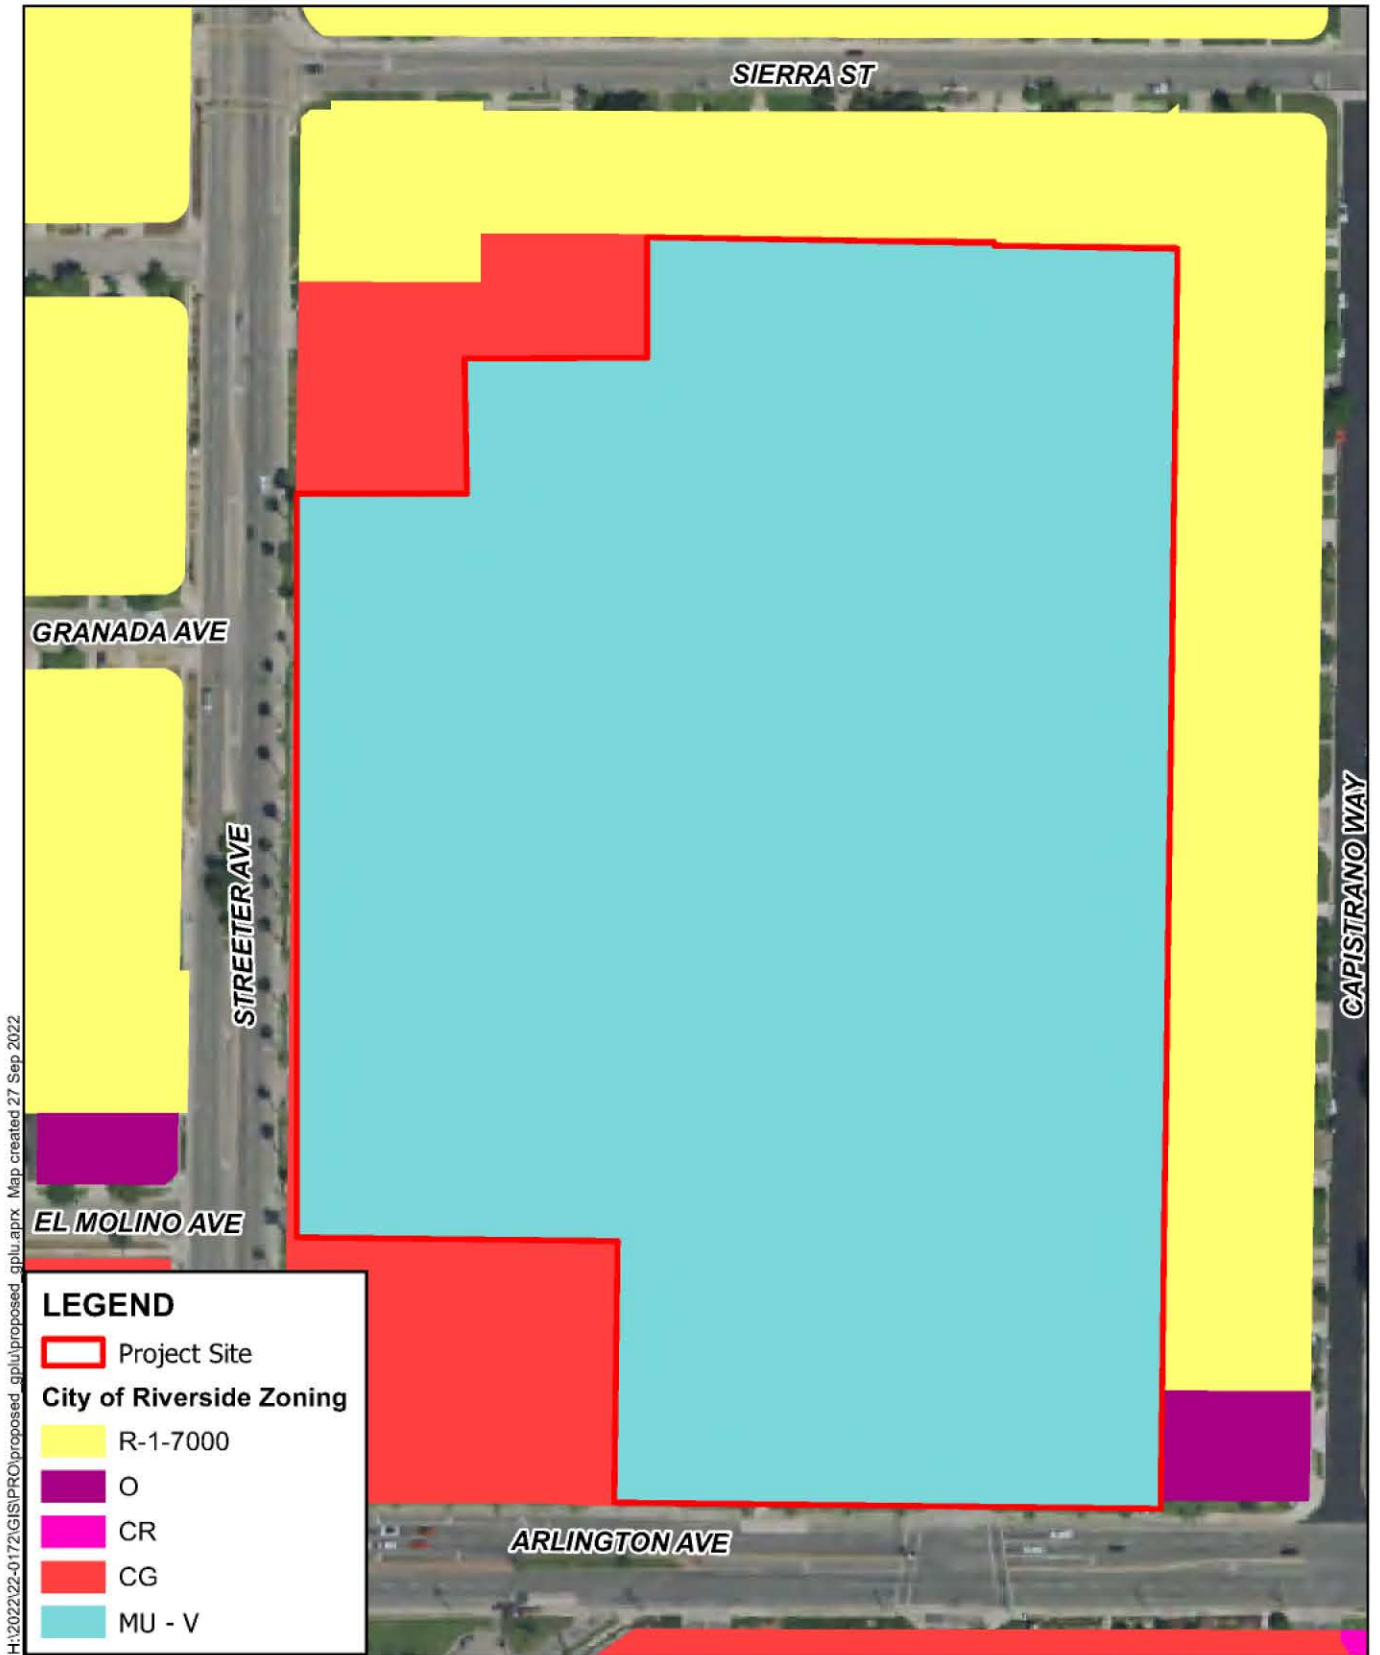 SIERRA ST
GRANADA AVE
STREETER AVE
CAPISTRANO WAY
EL MOLINO AVE
ARLINGTON AVE
LEGEND
Project Site
City of Riverside Zoning
R-1-7000
O
CR
CG
MU - V
H:\2022\22-0172\GIS\PRO\proposed_gplu\proposed_gplu.aprx Map created 27 Sep 2022